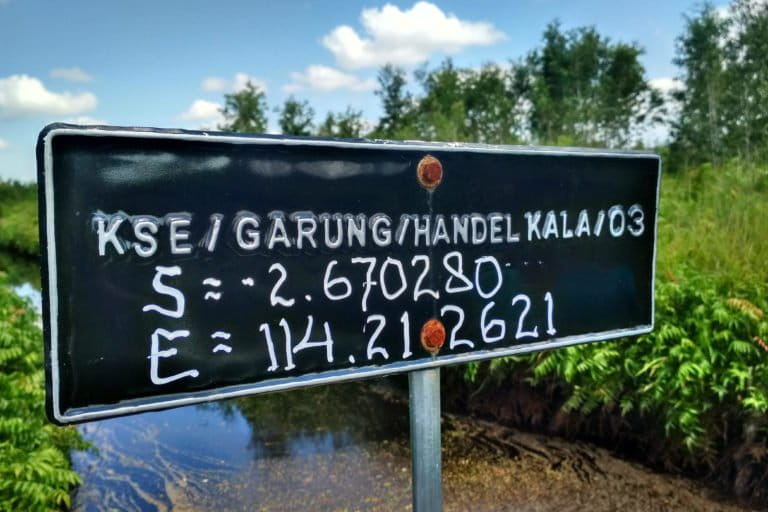 KSE/GARUNG/HANDEL KALA/03
S ≈ -2.670280
E ≈ 114.212621